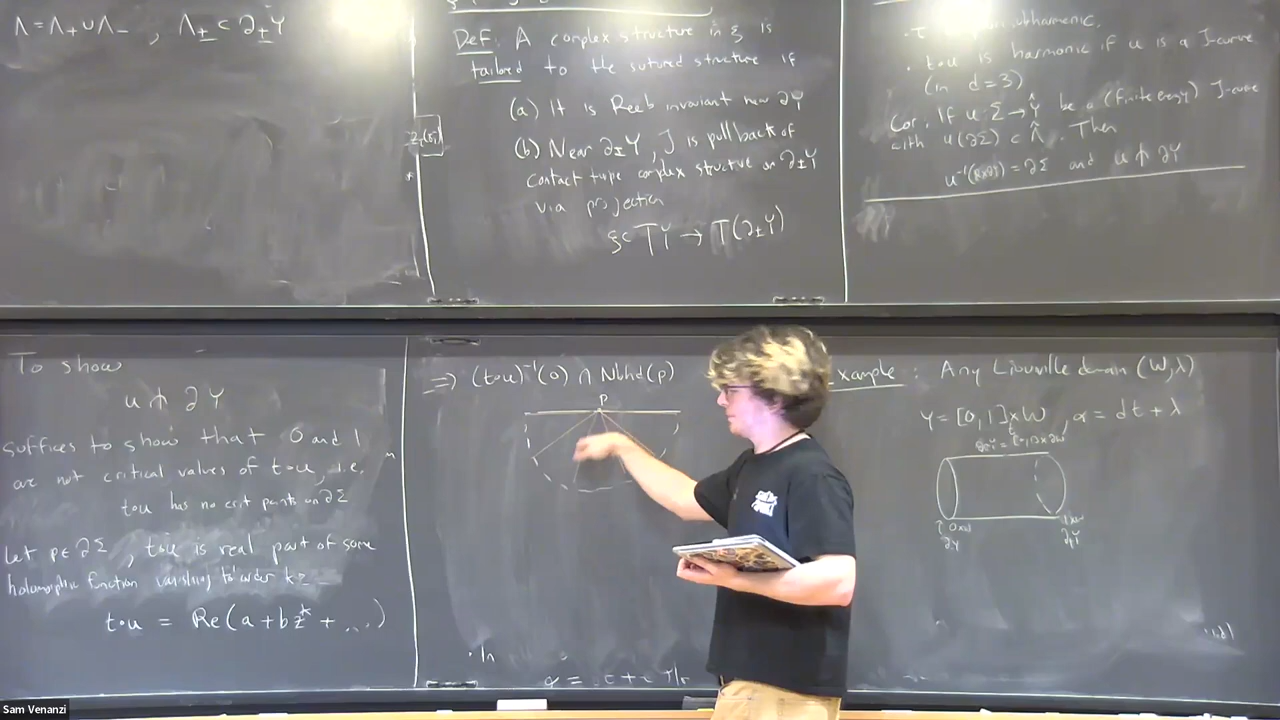 Λ = Λ₊ ∪ Λ₋ , Λ± ⊂ ∂±Y
Def: A complex structure in ξ is
tailored to the sutured structure if
(a) It is Reeb invariant near ∂Y
(b) Near ∂±Y, J is pullback of
contact type complex structure on ∂±Y
via projection
ξ ⊂ TY → T(∂±Y)
subharmonic.
· t∘u is harmonic if u is a J-curve
(in d=3)
Cor. If u: Σ → Ŷ be a (finite energy) J-curve
with u(∂Σ) ⊂ Λ̂. Then
u⁻¹(R×∂Y) = ∂Σ and u ⋔ ∂Y
To show
u ⋔ ∂Y
suffices to show that 0 and 1
are not critical values of t∘u, i.e.
t∘u has no crit points on ∂Σ
Let p ∈ ∂Σ, t∘u is real part of some
holomorphic function vanishing to order k≥
t∘u = Re(a + bz^k + ...)
⇒ (t∘u)⁻¹(0) ∩ Nbhd(p)
p
· In
Example: Any Liouville domain (W,λ)
Y = [0,1] × W, α = dt + λ
0×W
1×W
∂₊Y
Sam Venanzi